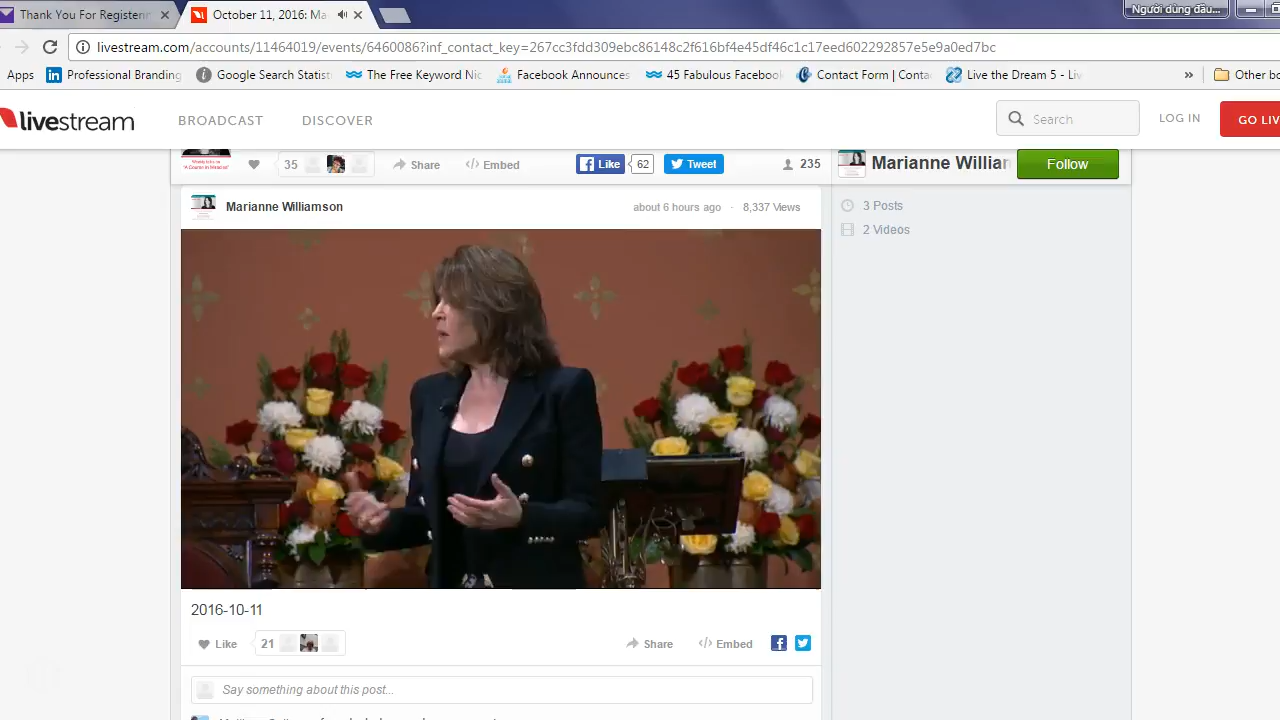 Thank You For Registenn
October 11, 2016: Ma
Người dùng đầu...
livestream.com/accounts/11464019/events/6460086?inf_contact_key=267cc3fdd309ebc86148c2f616bf4e45df46c1c17eed602292857e5e9a0ed7bc
Apps
Professional Branding
Google Search Statist
The Free Keyword Nic
Facebook Announces
45 Fabulous Facebook
Contact Form | Conta
Live the Dream 5 - Liv
»
Other bo
livestream
BROADCAST
DISCOVER
Search
LOG IN
GO LIV
35
Share
Embed
Like
62
Tweet
235
Marianne William
Follow
Marianne Williamson
about 6 hours ago · 8,337 Views
3 Posts
2 Videos
2016-10-11
Like
21
Share
Embed
Say something about this post...